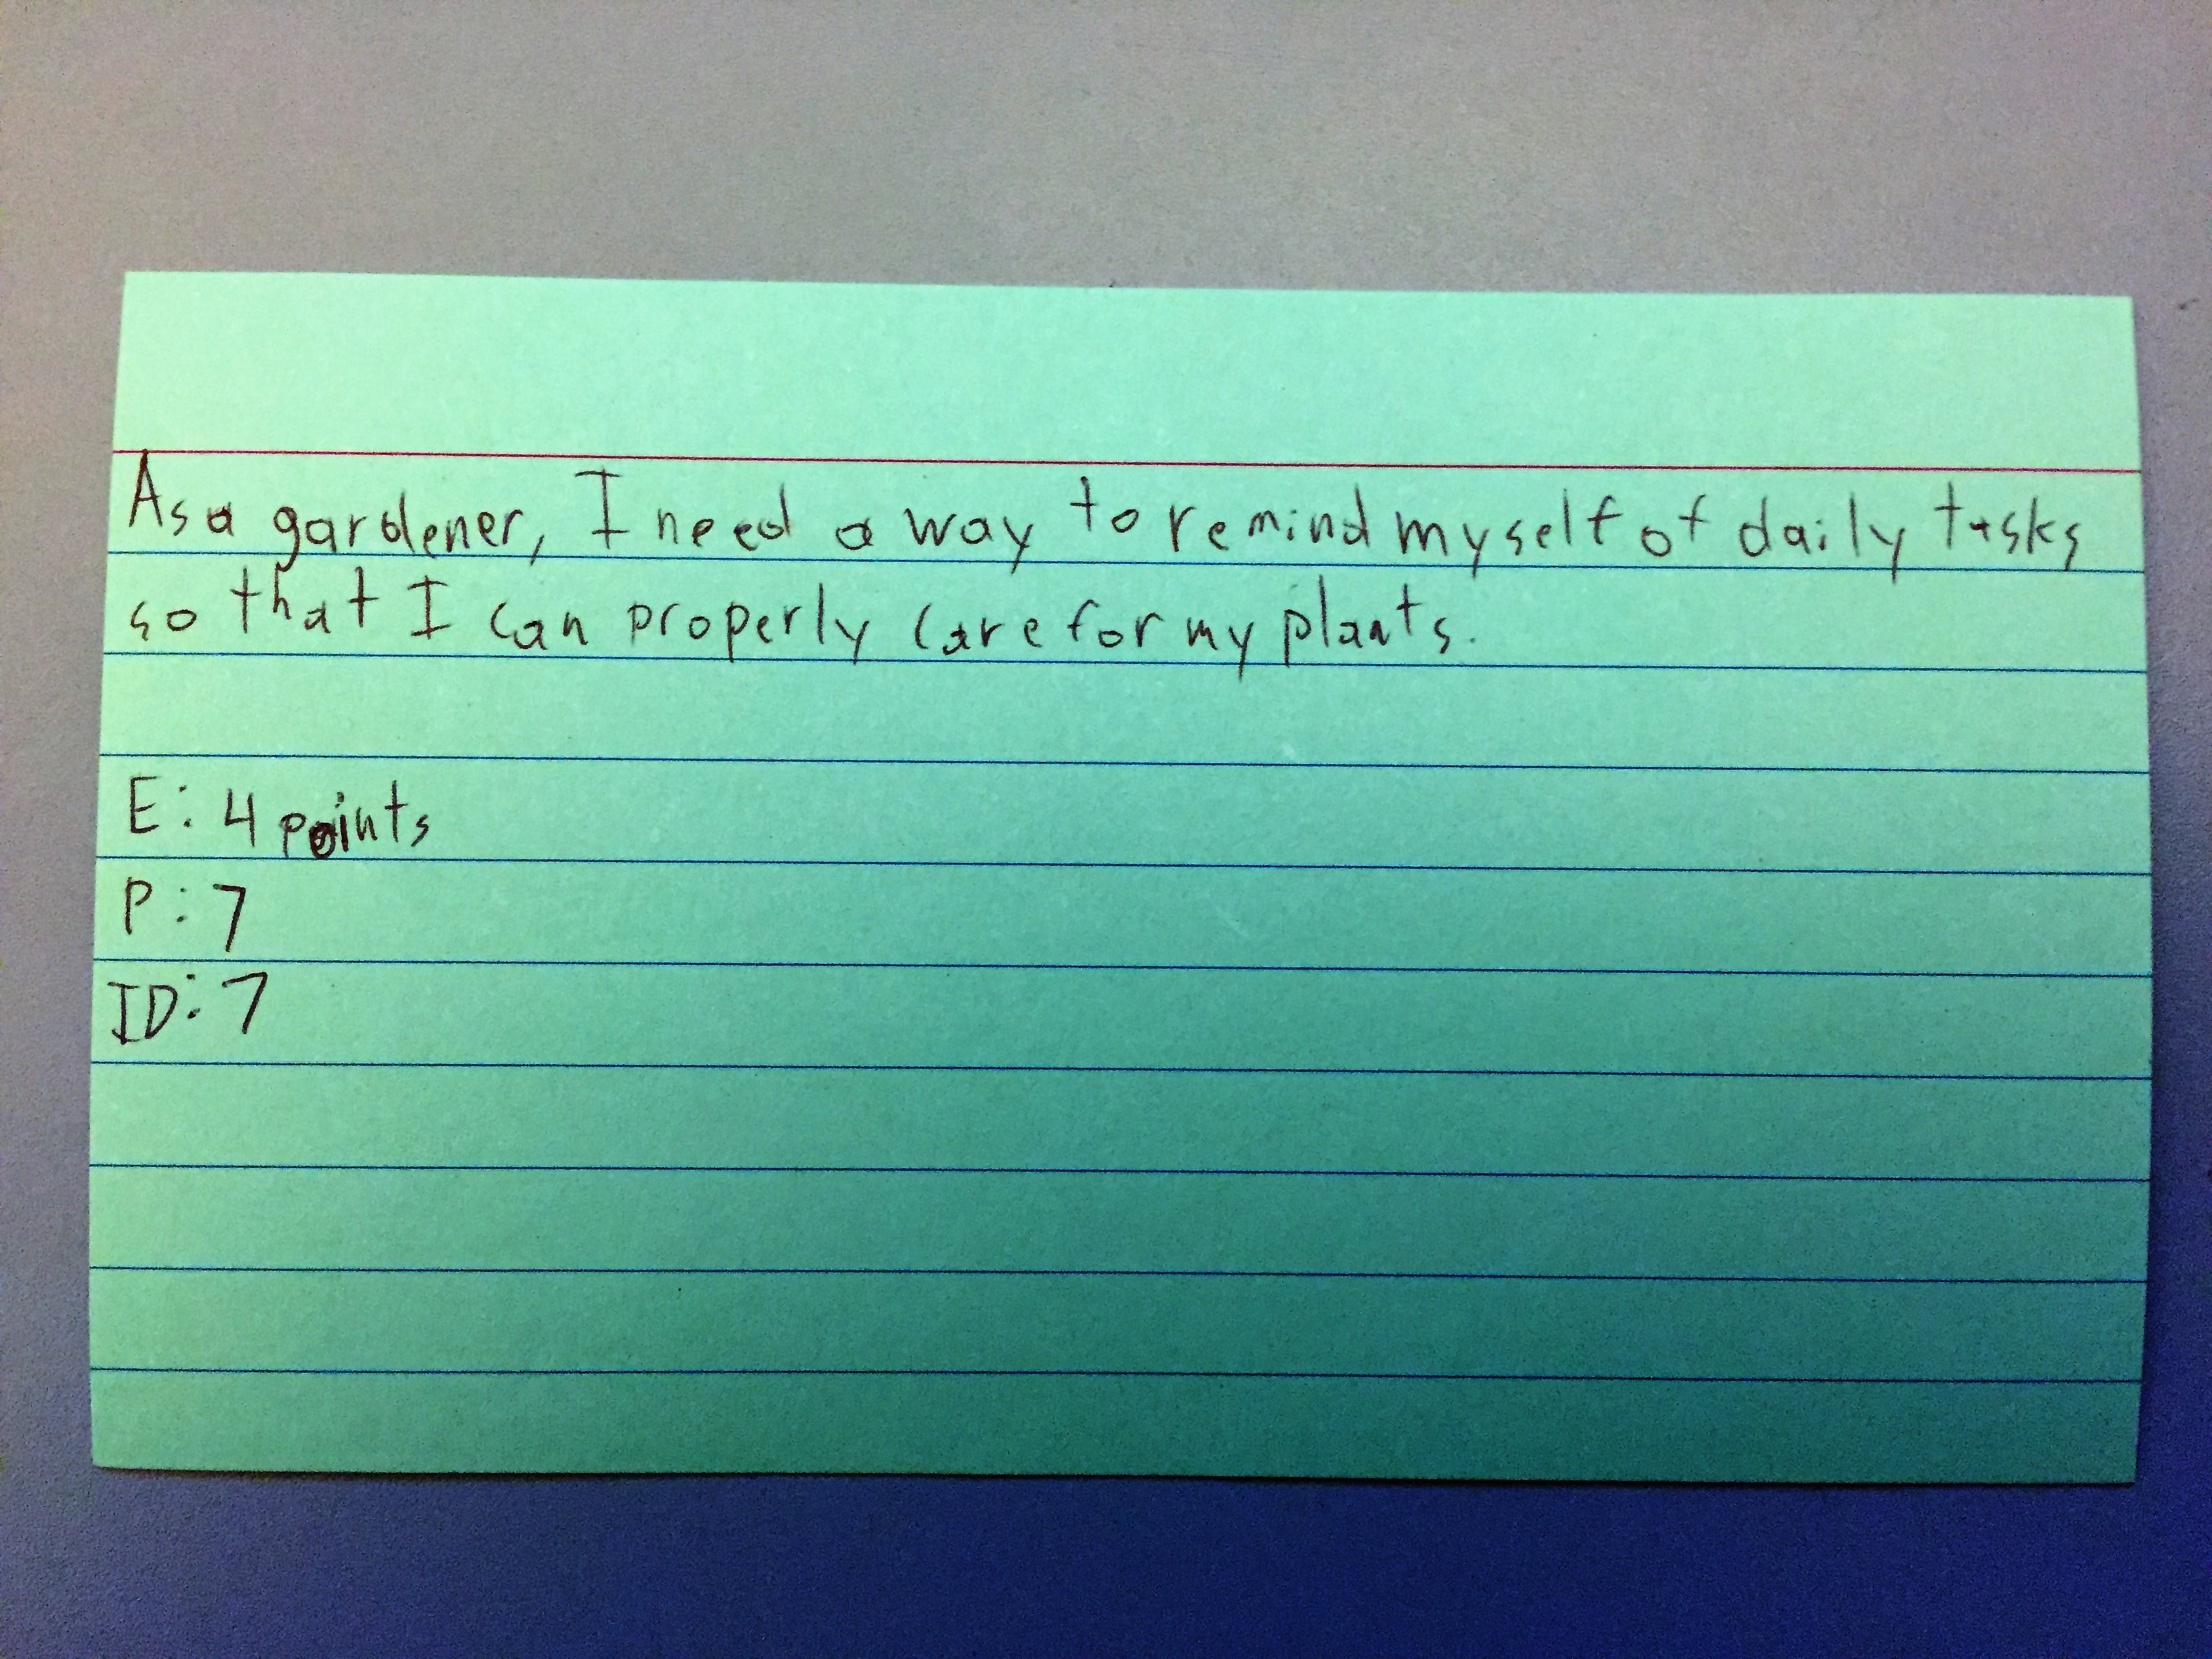 As a gardener, I need a way to remind myself of daily tasks
so that I can properly care for my plants.
E: 4 points
P: 7
ID: 7